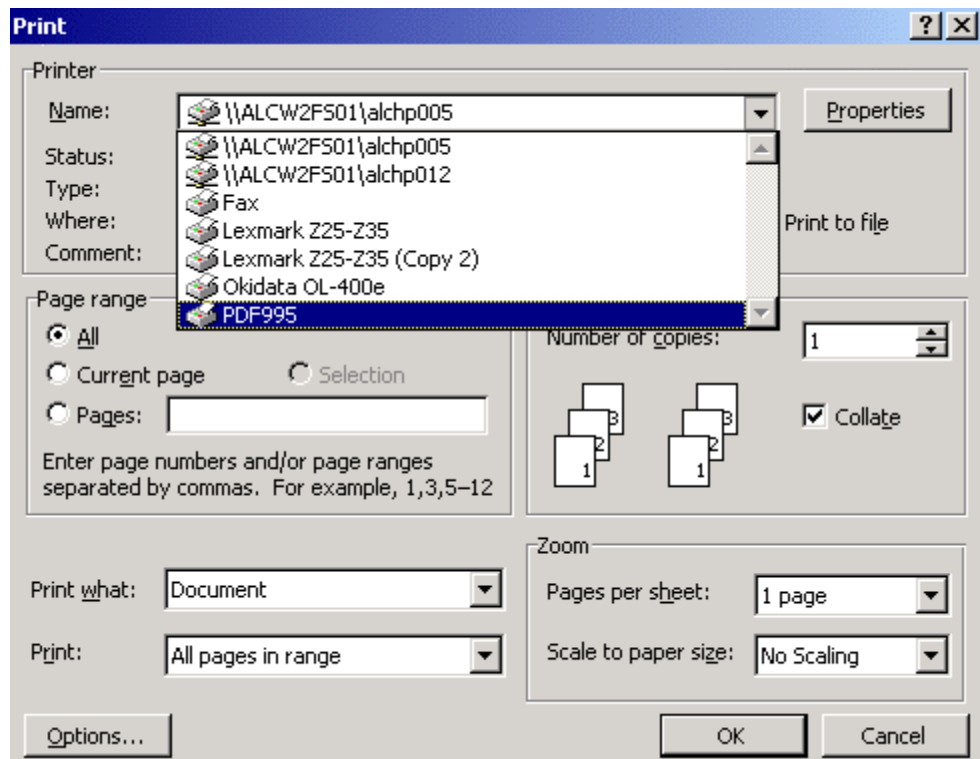 Print
Printer
Name:
\\ALCW2FS01\alchp005
Properties
\\ALCW2FS01\alchp005
\\ALCW2FS01\alchp012
Fax
Lexmark Z25-Z35
Lexmark Z25-Z35 (Copy 2)
Okidata OL-400e
PDF995
Status:
Type:
Where:
Comment:
Print to file
Page range
All
Current page
Selection
Pages:
Enter page numbers and/or page ranges
separated by commas. For example, 1,3,5–12
Number of copies:
1
3
2
1
3
2
1
Collate
Print what:
Document
Print:
All pages in range
Zoom
Pages per sheet:
1 page
Scale to paper size:
No Scaling
Options...
OK
Cancel